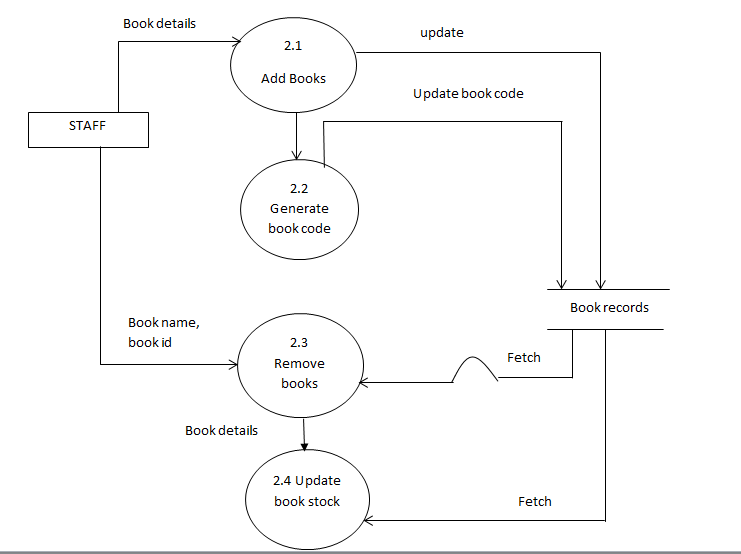 Book details
2.1
Add Books
update
Update book code
STAFF
2.2
Generate
book code
Book records
Book name,
book id
2.3
Remove
books
Fetch
Book details
2.4 Update
book stock
Fetch